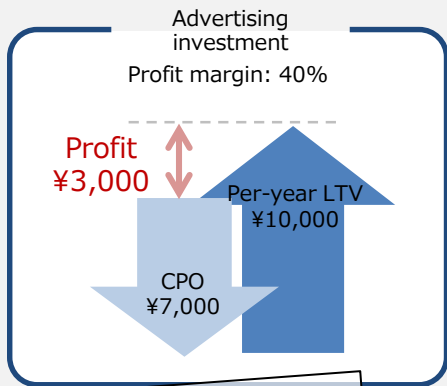 Advertising
investment
Profit margin: 40%
Profit
¥3,000
Per-year LTV
¥10,000
CPO
¥7,000